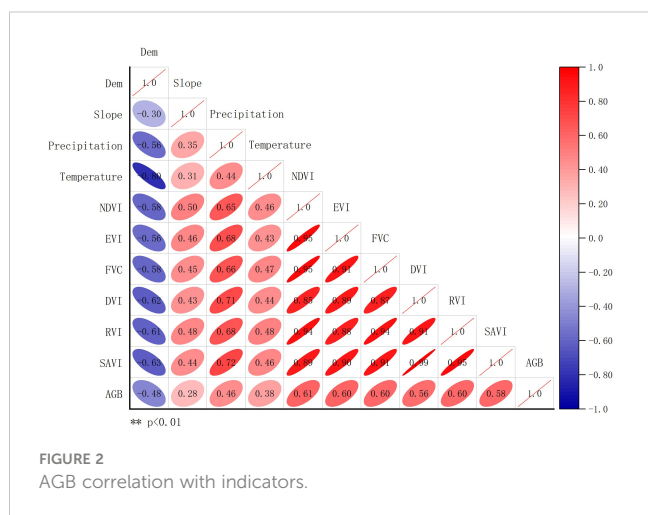 Dem
Dem 1.0 Slope 1.0
Slope -0.30 1.0 Precipitation 0.80
Precipitation -0.56 0.35 1.0 Temperature 0.60
Temperature -0.80 0.31 0.44 1.0 NDVI 0.40
NDVI -0.58 0.50 0.65 0.46 1.0 EVI 0.20
EVI -0.56 0.46 0.68 0.43 0.95 1.0 FVC 0.0
FVC -0.58 0.45 0.66 0.47 0.95 0.91 1.0 DVI -0.20
DVI -0.62 0.43 0.71 0.44 0.85 0.89 0.87 1.0 RVI -0.40
RVI -0.61 0.48 0.68 0.48 0.94 0.88 0.94 0.91 1.0 SAVI -0.60
SAVI -0.63 0.44 0.72 0.46 0.89 0.90 0.91 0.99 0.95 1.0 AGB -0.80
AGB -0.48 0.28 0.46 0.38 0.61 0.60 0.60 0.56 0.60 0.58 1.0 -1.0
** p<0.01
FIGURE 2
AGB correlation with indicators.